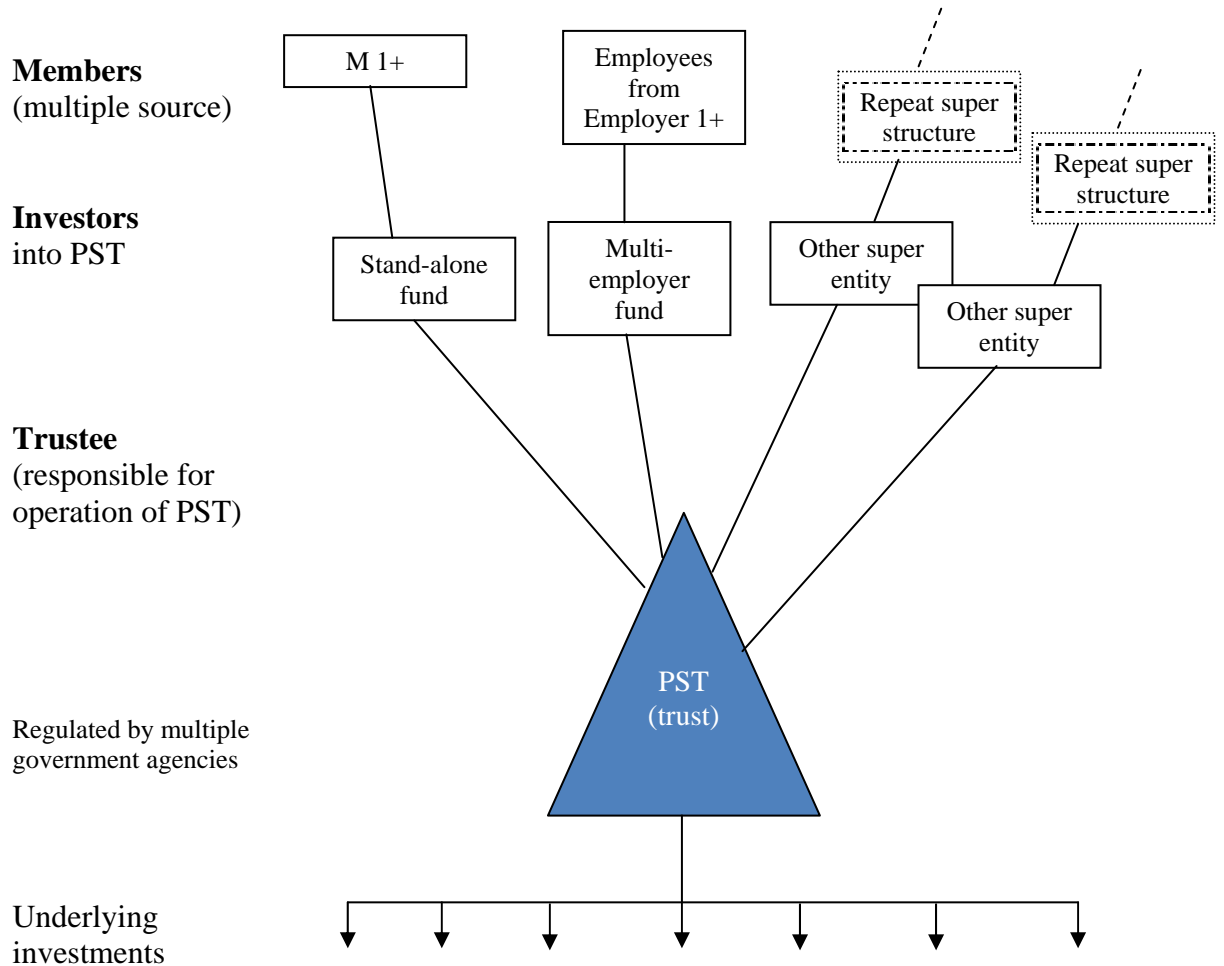 Members
(multiple source)
M 1+
Employees
from
Employer 1+
Repeat super
structure
Repeat super
structure
Investors
into PST
Stand-alone
fund
Multi-
employer
fund
Other super
entity
Other super
entity
Trustee
(responsible for
operation of PST)
PST
(trust)
Regulated by multiple
government agencies
Underlying
investments